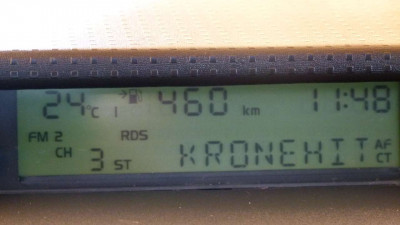 24°C 460 km 11:48
FM 2 RDS AF
CH 3 ST KRONEHIT CT